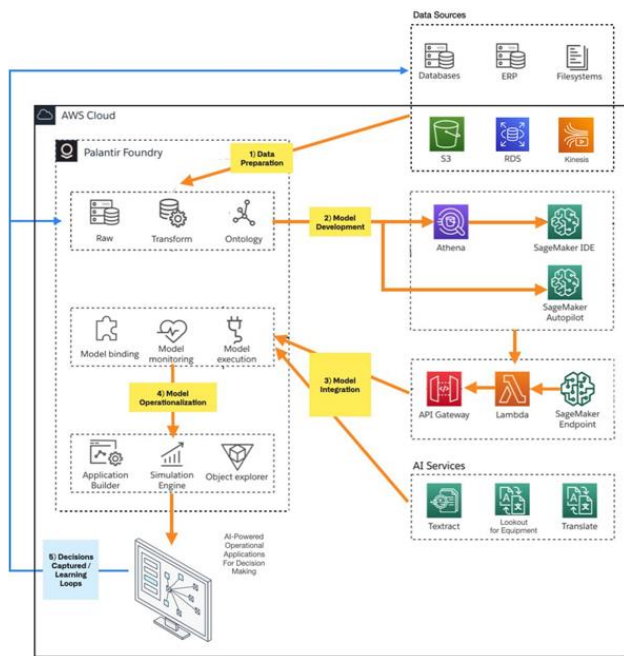 Data Sources
Databases
ERP
Filesystems
AWS Cloud
S3
RDS
Kinesis
Palantir Foundry
1) Data
Preparation
Raw
Transform
Ontology
2) Model
Development
Athena
SageMaker IDE
SageMaker
Autopilot
Model binding
Model
monitoring
Model
execution
3) Model
Integration
4) Model
Operationalization
API Gateway
Lambda
SageMaker
Endpoint
Application
Builder
Simulation
Engine
Object explorer
AI Services
Textract
Lookout
for Equipment
Translate
5) Decisions
Captured /
Learning
Loops
AI-Powered
Operational
Applications
For Decision
Making